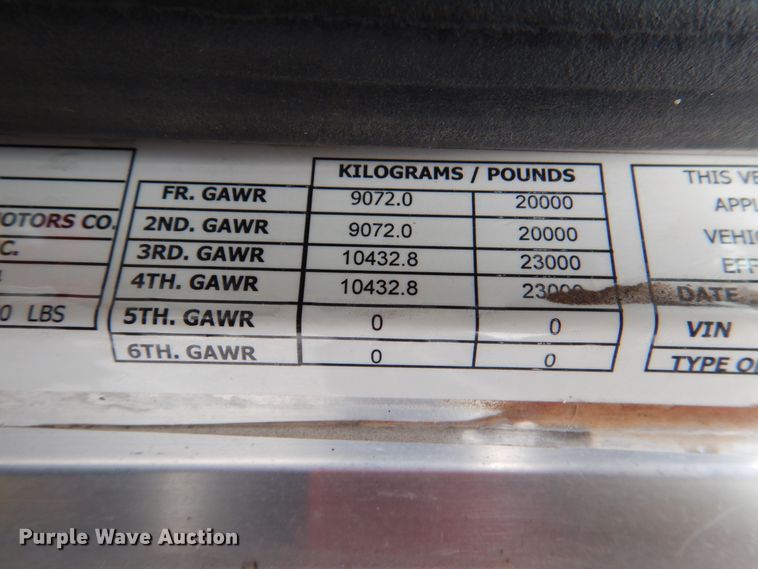 KILOGRAMS / POUNDS
FR. GAWR 9072.0 20000
2ND. GAWR 9072.0 20000
3RD. GAWR 10432.8 23000
4TH. GAWR 10432.8 23000
5TH. GAWR 0 0
6TH. GAWR 0 0
OTORS CO.
C.
0 LBS
THIS VE
APPL
VEHIC
EFF
DATE
VIN
TYPE O
Purple Wave Auction